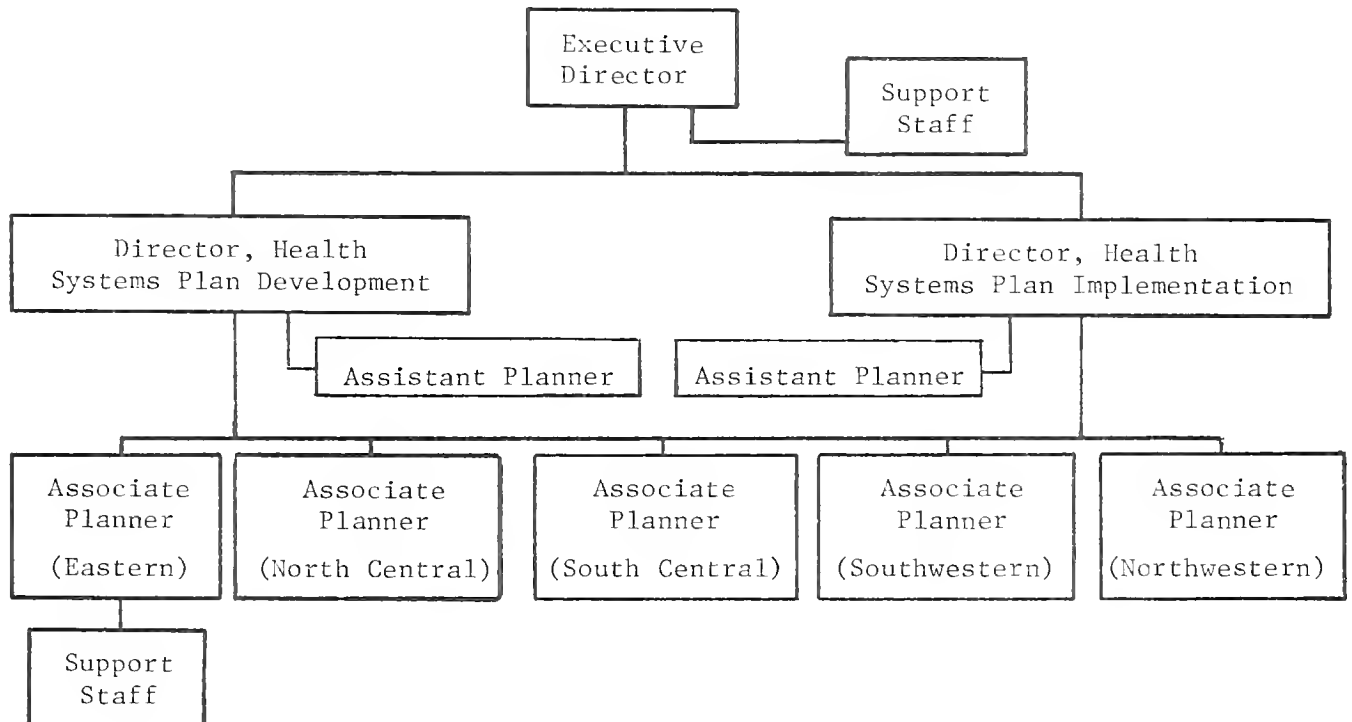 Executive
Director
Support
Staff
Director, Health
Systems Plan Development
Director, Health
Systems Plan Implementation
Assistant Planner
Assistant Planner
Associate
Planner
(Eastern)
Associate
Planner
(North Central)
Associate
Planner
(South Central)
Associate
Planner
(Southwestern)
Associate
Planner
(Northwestern)
Support
Staff